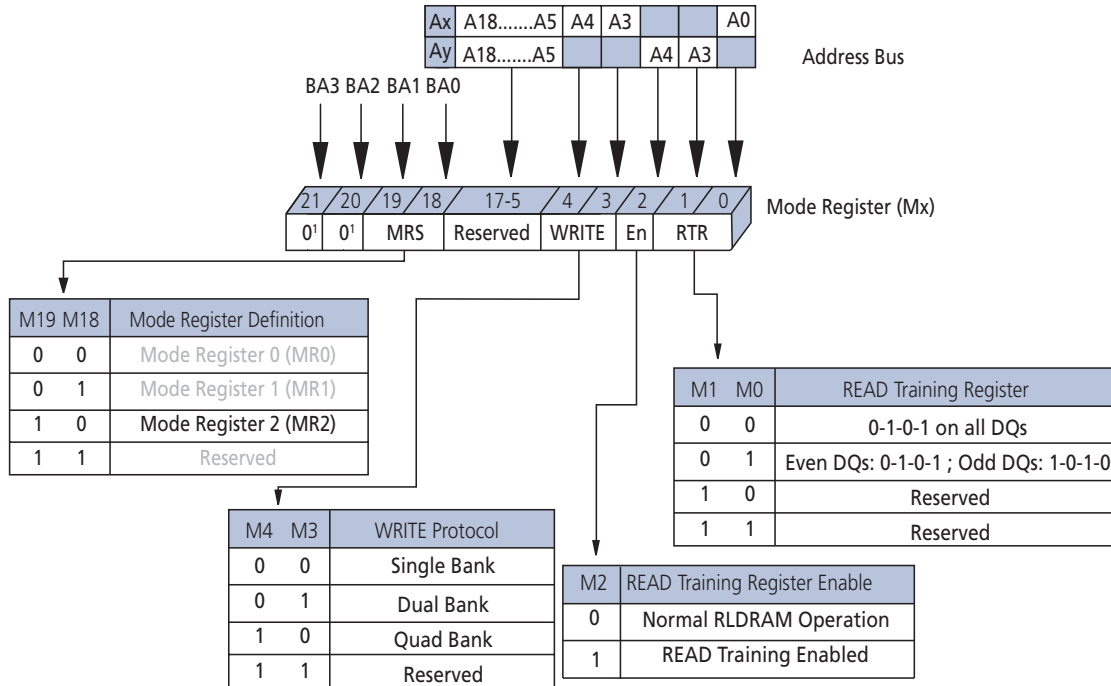 Ax A18.......A5 A4 A3 A0
Ay A18.......A5 A4 A3
Address Bus
BA3 BA2 BA1 BA0
21 20 19 18 17-5 4 3 2 1 0
Mode Register (Mx)
0¹ 0¹ MRS Reserved WRITE En RTR
M19 M18 Mode Register Definition
0 0 Mode Register 0 (MR0)
0 1 Mode Register 1 (MR1)
1 0 Mode Register 2 (MR2)
1 1 Reserved
M1 M0 READ Training Register
0 0 0-1-0-1 on all DQs
0 1 Even DQs: 0-1-0-1 ; Odd DQs: 1-0-1-0
1 0 Reserved
1 1 Reserved
M4 M3 WRITE Protocol
0 0 Single Bank
0 1 Dual Bank
1 0 Quad Bank
1 1 Reserved
M2 READ Training Register Enable
0 Normal RLDRAM Operation
1 READ Training Enabled